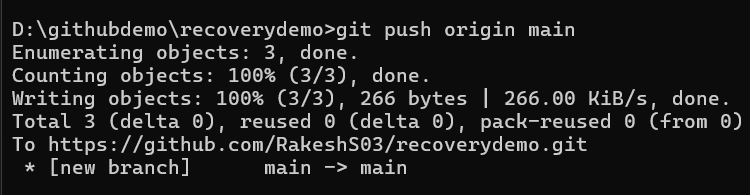 D:\githubdemo\recoverydemo>git push origin main
Enumerating objects: 3, done.
Counting objects: 100% (3/3), done.
Writing objects: 100% (3/3), 266 bytes | 266.00 KiB/s, done.
Total 3 (delta 0), reused 0 (delta 0), pack-reused 0 (from 0)
To https://github.com/RakeshS03/recoverydemo.git
 * [new branch]      main -> main